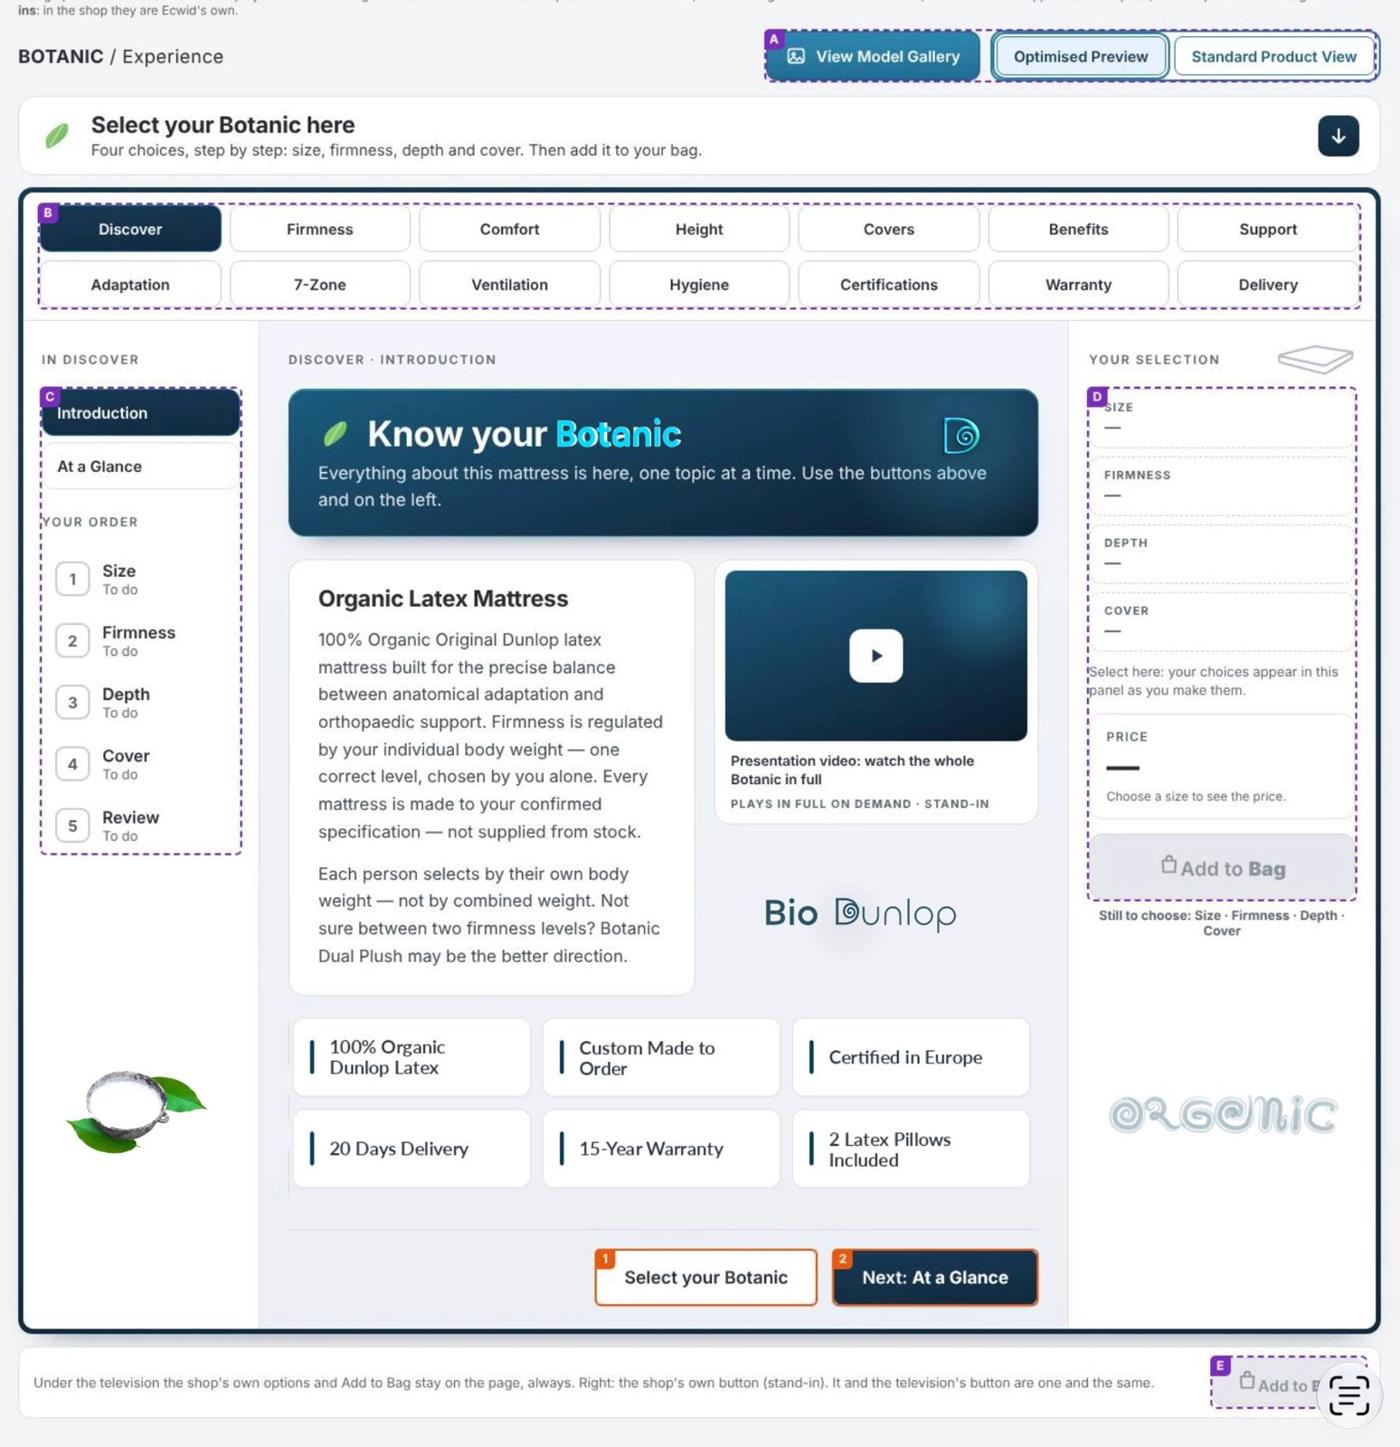 ins: in the shop they are Ecwid's own.
BOTANIC / Experience
A
View Model Gallery
Optimised Preview
Standard Product View
Select your Botanic here
Four choices, step by step: size, firmness, depth and cover. Then add it to your bag.
B
Discover
Firmness
Comfort
Height
Covers
Benefits
Support
Adaptation
7-Zone
Ventilation
Hygiene
Certifications
Warranty
Delivery
IN DISCOVER
C
Introduction
At a Glance
YOUR ORDER
1
Size
To do
2
Firmness
To do
3
Depth
To do
4
Cover
To do
5
Review
To do
DISCOVER · INTRODUCTION
Know your Botanic
Everything about this mattress is here, one topic at a time. Use the buttons above
and on the left.
Organic Latex Mattress
100% Organic Original Dunlop latex
mattress built for the precise balance
between anatomical adaptation and
orthopaedic support. Firmness is regulated
by your individual body weight — one
correct level, chosen by you alone. Every
mattress is made to your confirmed
specification — not supplied from stock.
Each person selects by their own body
weight — not by combined weight. Not
sure between two firmness levels? Botanic
Dual Plush may be the better direction.
Presentation video: watch the whole
Botanic in full
PLAYS IN FULL ON DEMAND · STAND-IN
Bio Dunlop
100% Organic
Dunlop Latex
Custom Made to
Order
Certified in Europe
20 Days Delivery
15-Year Warranty
2 Latex Pillows
Included
1
Select your Botanic
2
Next: At a Glance
YOUR SELECTION
D
SIZE
—
FIRMNESS
—
DEPTH
—
COVER
—
Select here: your choices appear in this
panel as you make them.
PRICE
—
Choose a size to see the price.
Add to Bag
Still to choose: Size · Firmness · Depth ·
Cover
ORGANIC
Under the television the shop's own options and Add to Bag stay on the page, always. Right: the shop's own button (stand-in). It and the television's button are one and the same.
E
Add to